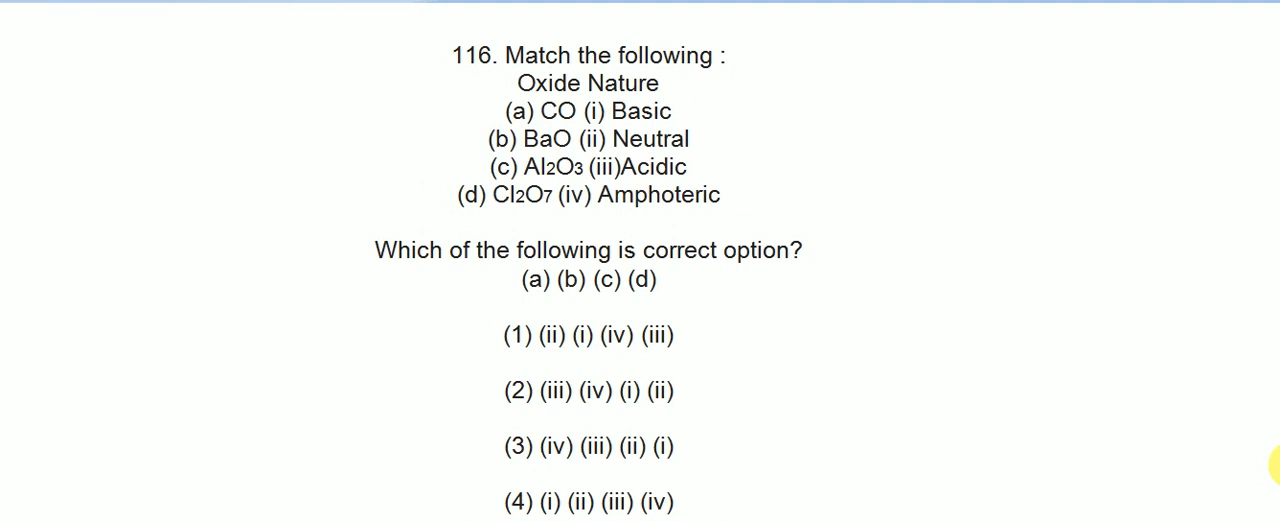 116. Match the following :
Oxide Nature
(a) CO (i) Basic
(b) BaO (ii) Neutral
(c) Al2O3 (iii)Acidic
(d) Cl2O7 (iv) Amphoteric
Which of the following is correct option?
(a) (b) (c) (d)
(1) (ii) (i) (iv) (iii)
(2) (iii) (iv) (i) (ii)
(3) (iv) (iii) (ii) (i)
(4) (i) (ii) (iii) (iv)